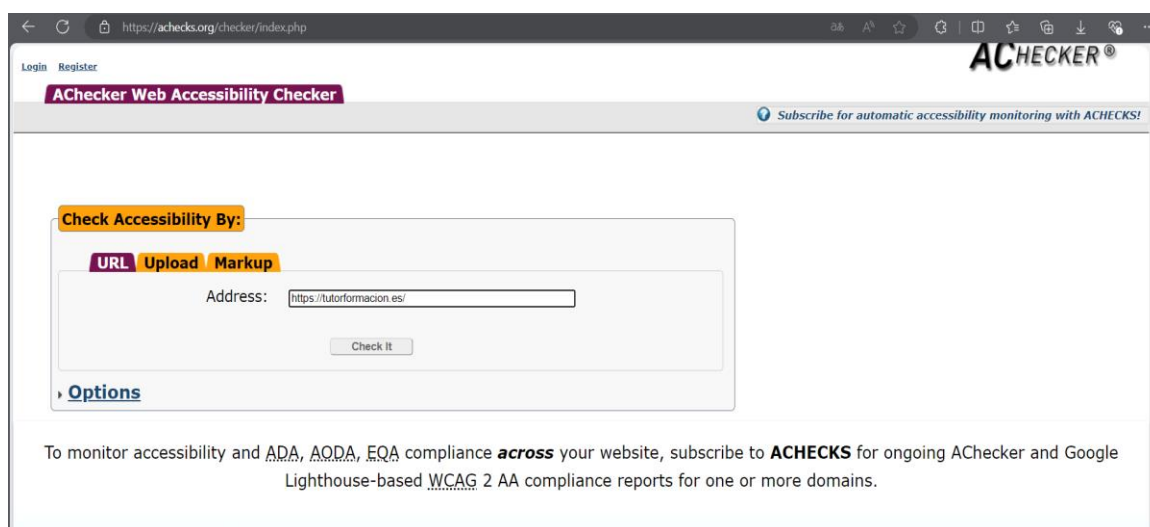 https://achecks.org/checker/index.php
ACHECKER ®
Login Register
AChecker Web Accessibility Checker
Subscribe for automatic accessibility monitoring with ACHECKS!
Check Accessibility By:
URL Upload Markup
Address: https://tutorformacion.es/
Check It
Options
To monitor accessibility and ADA, AODA, EQA compliance across your website, subscribe to ACHECKS for ongoing AChecker and Google
Lighthouse-based WCAG 2 AA compliance reports for one or more domains.